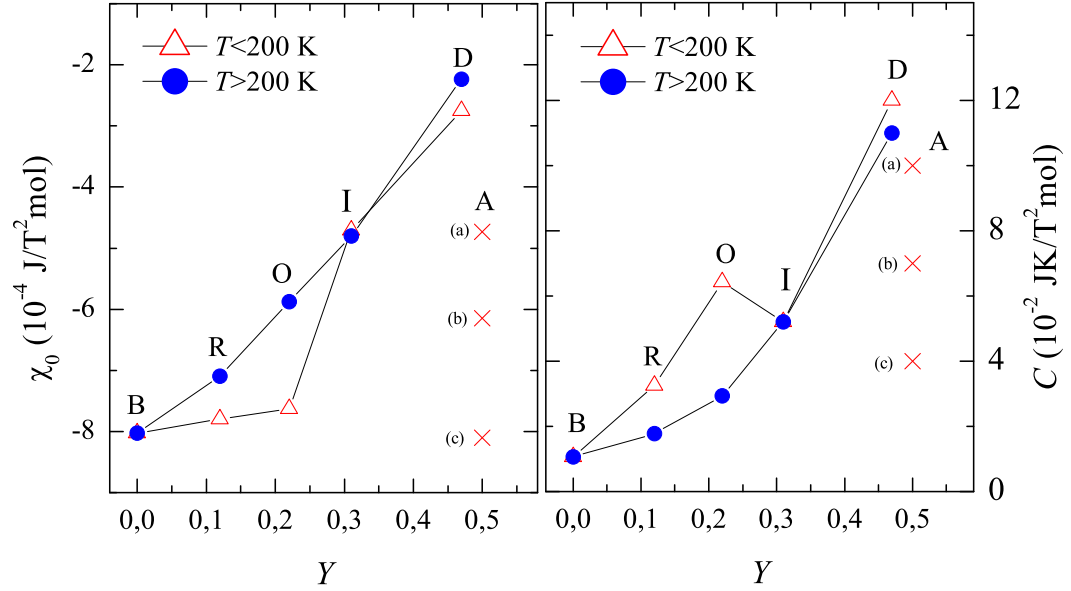 T<200 K
T>200 K
D
I
A
O
R
B
(a)
(b)
(c)
-2
-4
-6
-8
χ₀ (10⁻⁴ J/T²mol)
0,0 0,1 0,2 0,3 0,4 0,5
Y
T<200 K
T>200 K
D
A
O
I
R
B
(a)
(b)
(c)
12
8
4
0
C (10⁻² JK/T²mol)
0,0 0,1 0,2 0,3 0,4 0,5
Y